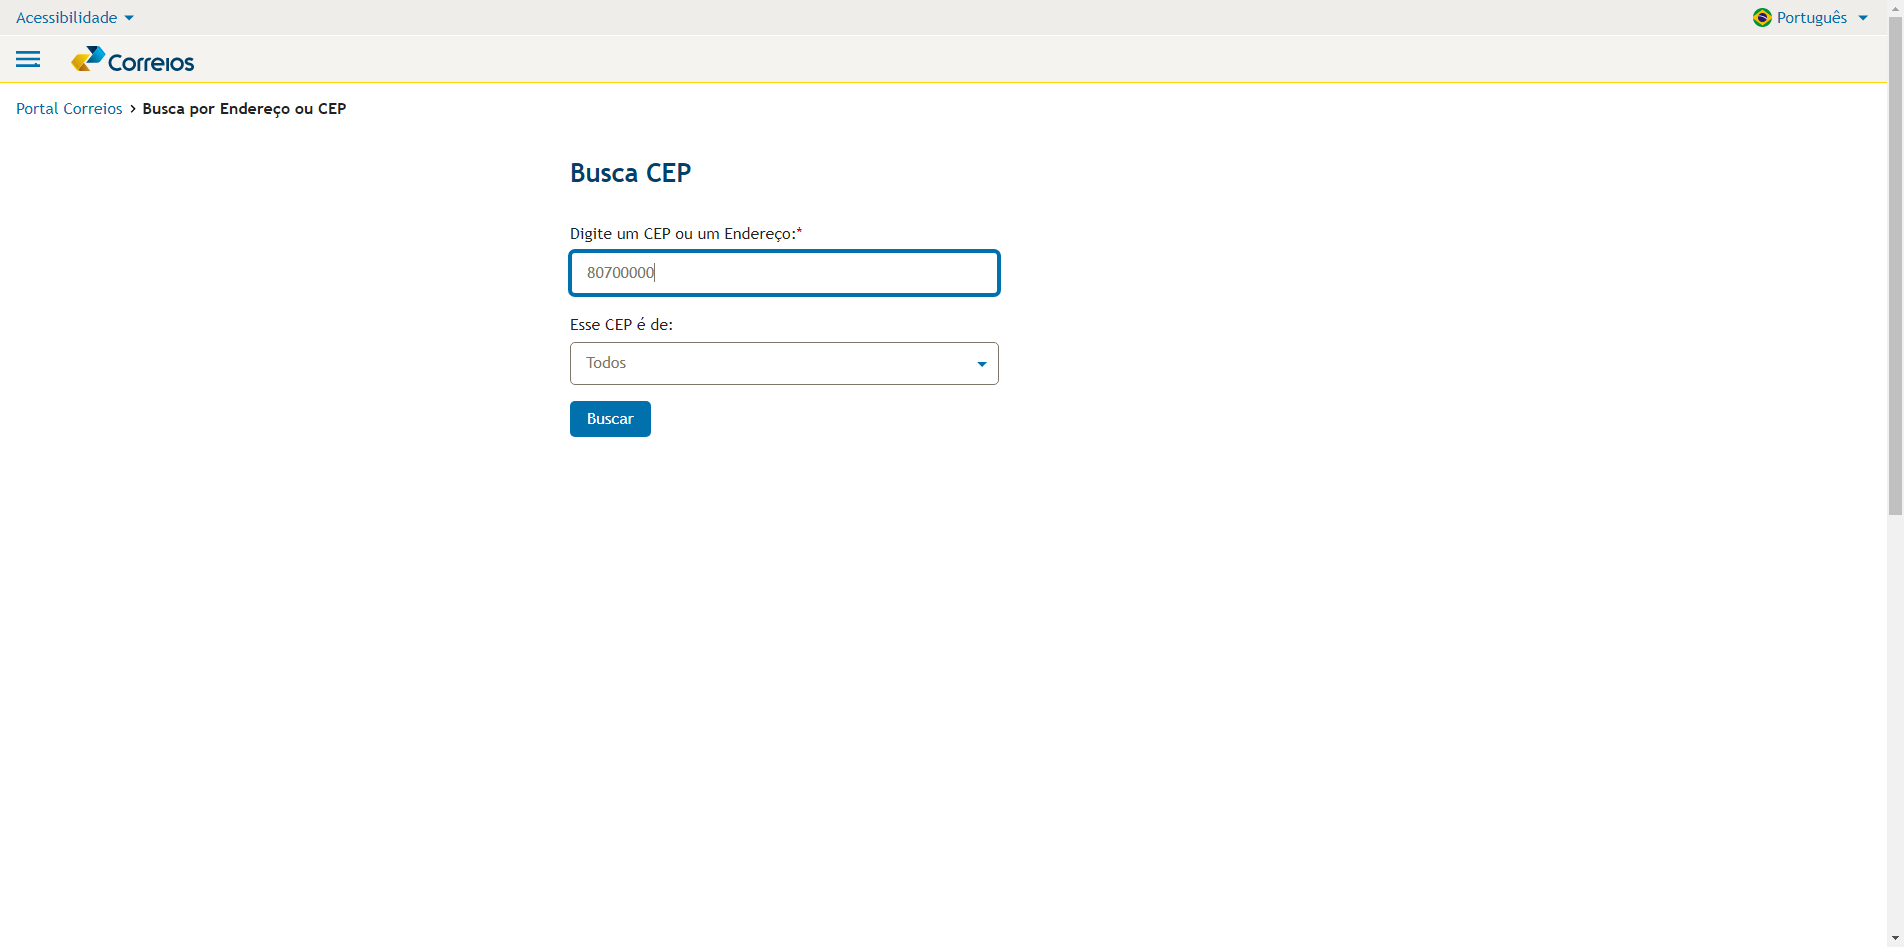 Acessibilidade
Português
Correios
Portal Correios > Busca por Endereço ou CEP
Busca CEP
Digite um CEP ou um Endereço:*
80700000
Esse CEP é de:
Todos
Buscar